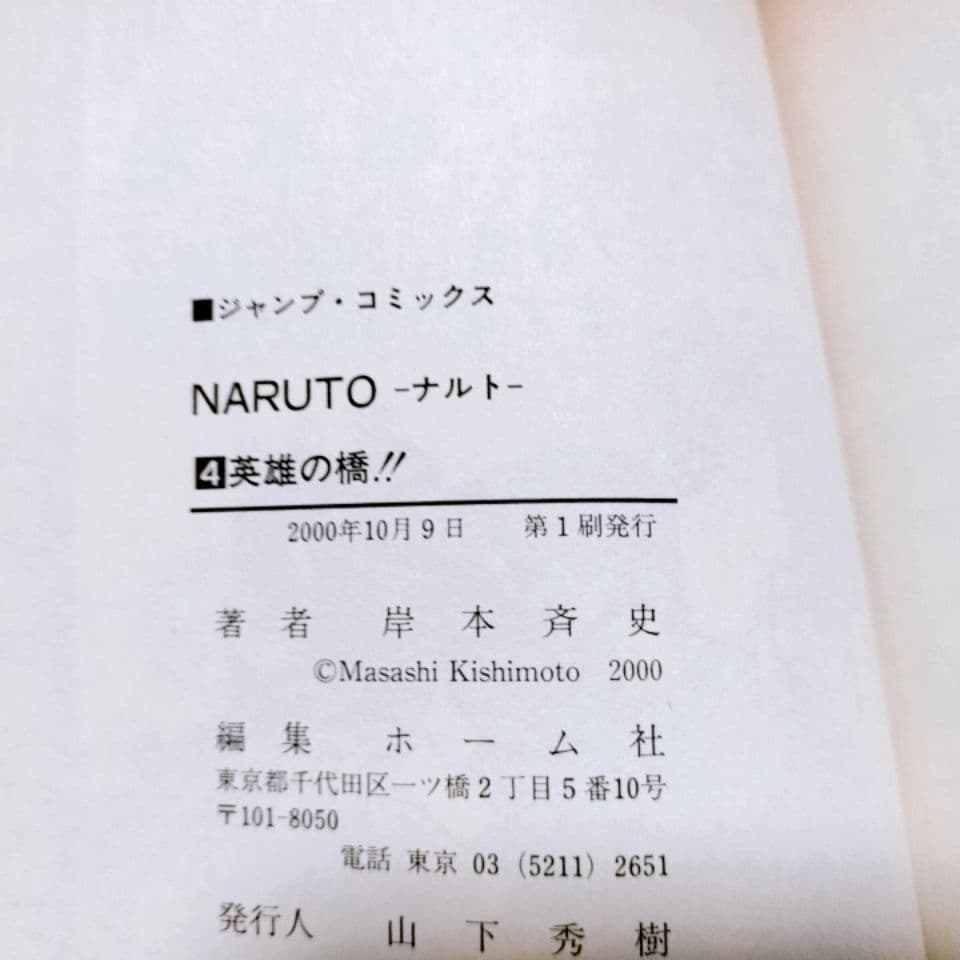 ■ジャンプ・コミックス
NARUTO -ナルト-
4英雄の橋!!
2000年10月9日 第1刷発行
著者 岸本斉史
©Masashi Kishimoto 2000
編集 ホーム社
東京都千代田区一ツ橋2丁目5番10号
〒101-8050
電話 東京 03 (5211) 2651
発行人 山下秀樹